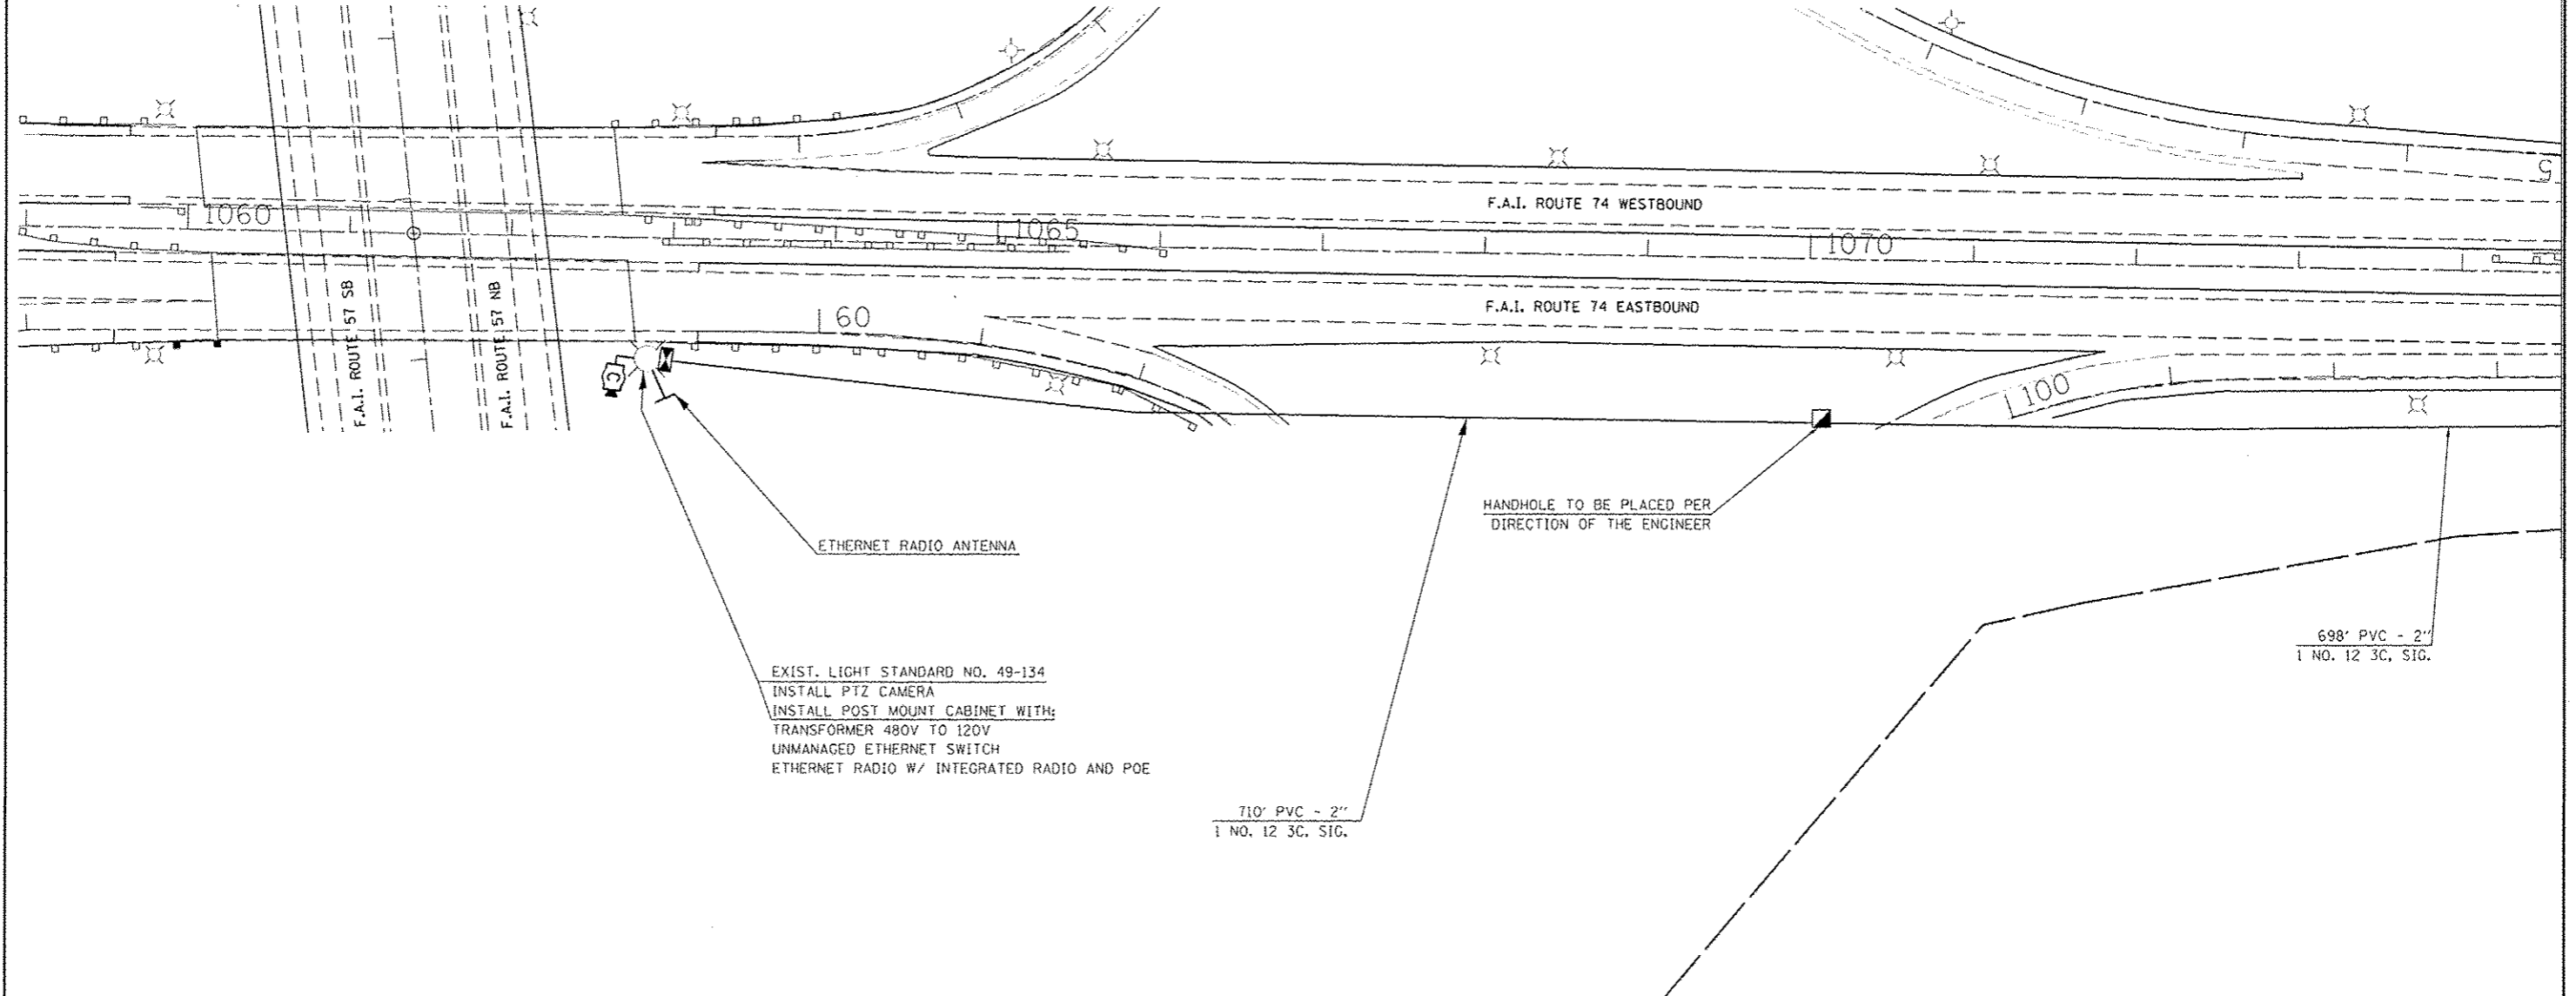 1060
1065
1070
5
60
100
F.A.I. ROUTE 74 WESTBOUND
F.A.I. ROUTE 74 EASTBOUND
F.A.I. ROUTE 57 SB
F.A.I. ROUTE 57 NB
C
ETHERNET RADIO ANTENNA
HANDHOLE TO BE PLACED PER
DIRECTION OF THE ENGINEER
EXIST. LIGHT STANDARD NO. 49-134
INSTALL PTZ CAMERA
INSTALL POST MOUNT CABINET WITH:
TRANSFORMER 480V TO 120V
UNMANAGED ETHERNET SWITCH
ETHERNET RADIO W/ INTEGRATED RADIO AND POE
710' PVC - 2"
1 NO. 12 3C, SIG.
698' PVC - 2"
1 NO. 12 3C, SIG.